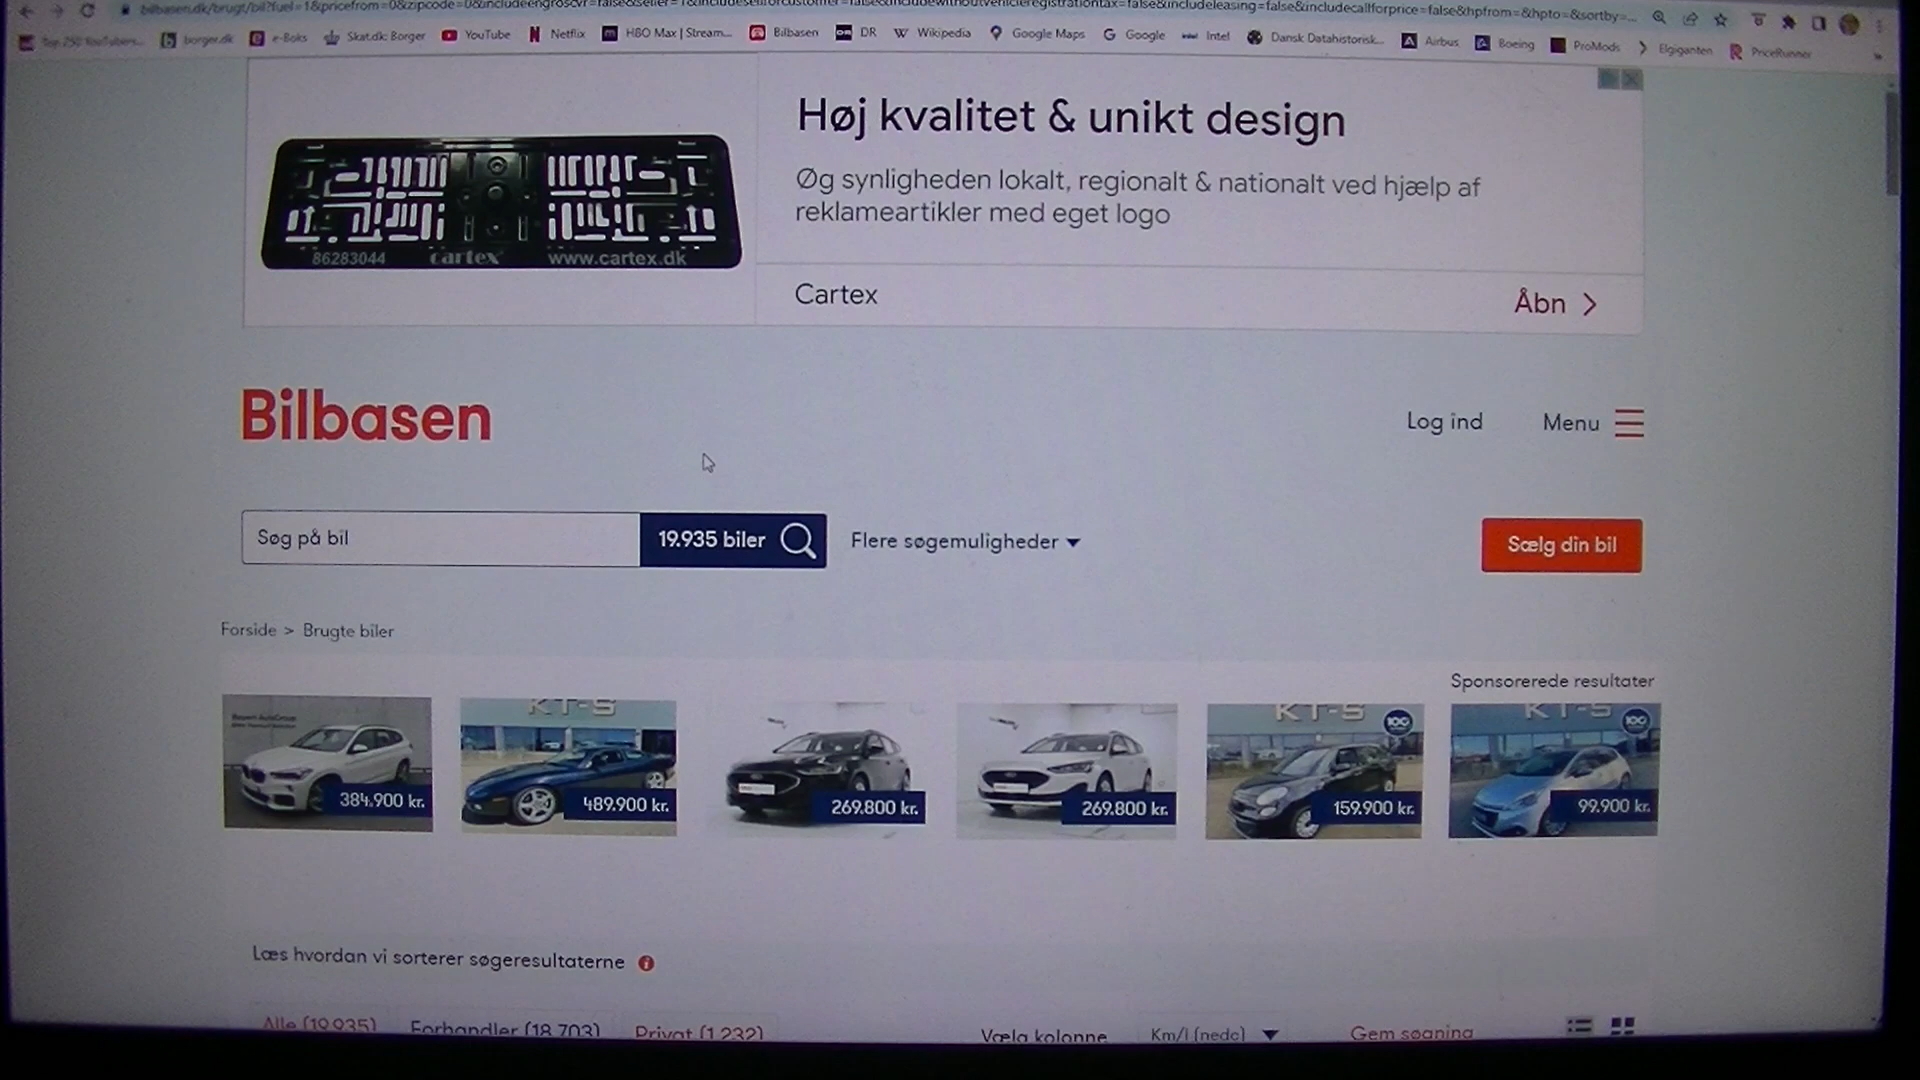 bilbasen.dk/brugt/bil?fuel=1&pricefrom=0&zipcode=0&includeengroscvr=false&seller=1&includesellforcustomer=false&includewithoutvehicleregistrationtax=false&includeleasing=false&includecallforprice=false&hpfrom=&hpto=&sortby=...
Top 250 YouTubers... borger.dk e-Boks Skat.dk: Borger YouTube Netflix HBO Max | Stream... Bilbasen DR Wikipedia Google Maps Google Intel Dansk Datahistorisk... Airbus Boeing ProMods Elgiganten PriceRunner
Høj kvalitet & unikt design
Øg synligheden lokalt, regionalt & nationalt ved hjælp af
reklameartikler med eget logo
86283044 cartex www.cartex.dk
Cartex
Åbn
Bilbasen
Log ind
Menu
Søg på bil
19.935 biler
Flere søgemuligheder
Sælg din bil
Forside > Brugte biler
Sponsorerede resultater
KT-S
KT-S
100
KT-S
100
384.900 kr.
489.900 kr.
269.800 kr.
269.800 kr.
159.900 kr.
99.900 kr.
Læs hvordan vi sorterer søgeresultaterne
Alle (19.935)
Forhandler (18.703)
Privat (1.232)
Vælg kolonne
Km/l (nedc)
Gem søgning